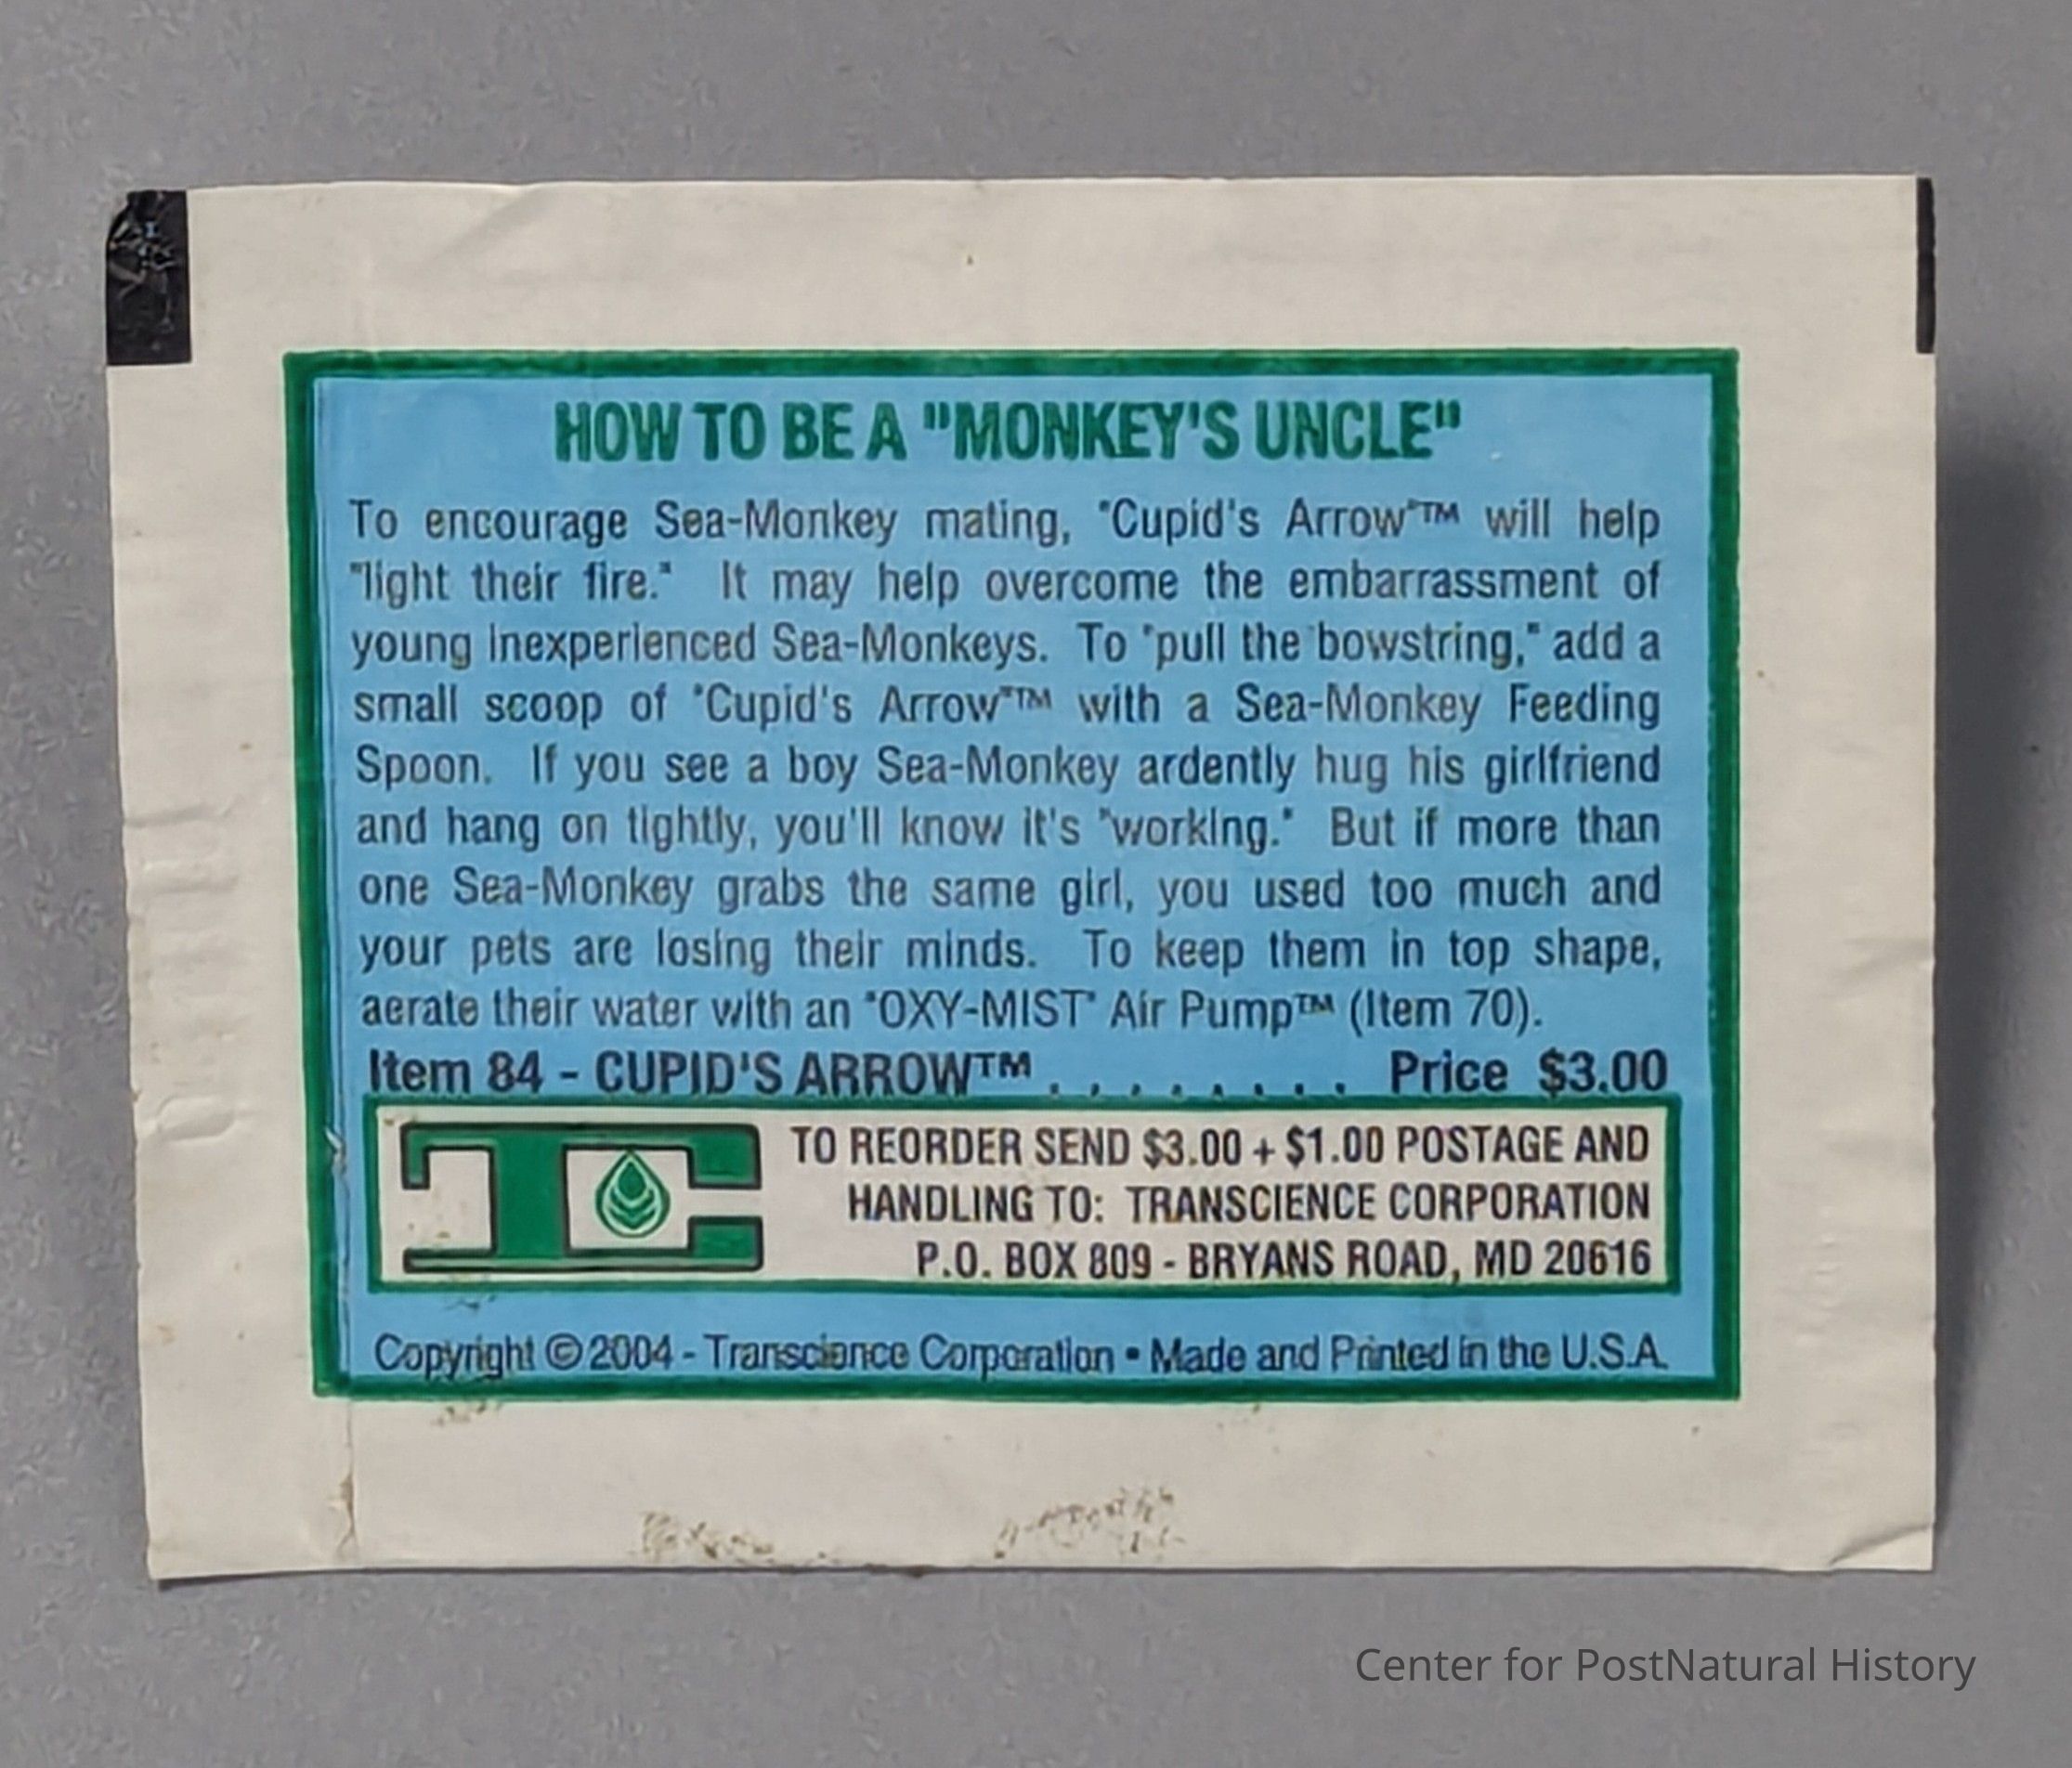 HOW TO BE A "MONKEY'S UNCLE"
To encourage Sea-Monkey mating, "Cupid's Arrow"™ will help
"light their fire." It may help overcome the embarrassment of
young inexperienced Sea-Monkeys. To "pull the bowstring," add a
small scoop of "Cupid's Arrow"™ with a Sea-Monkey Feeding
Spoon. If you see a boy Sea-Monkey ardently hug his girlfriend
and hang on tightly, you'll know it's "working." But if more than
one Sea-Monkey grabs the same girl, you used too much and
your pets are losing their minds. To keep them in top shape,
aerate their water with an "OXY-MIST" Air Pump™ (Item 70).
Item 84 - CUPID'S ARROW™ . . . . . . . . Price $3.00
TO REORDER SEND $3.00 + $1.00 POSTAGE AND
HANDLING TO: TRANSCIENCE CORPORATION
P.O. BOX 809 - BRYANS ROAD, MD 20616
Copyright © 2004 - Transcience Corporation • Made and Printed in the U.S.A.
Center for PostNatural History